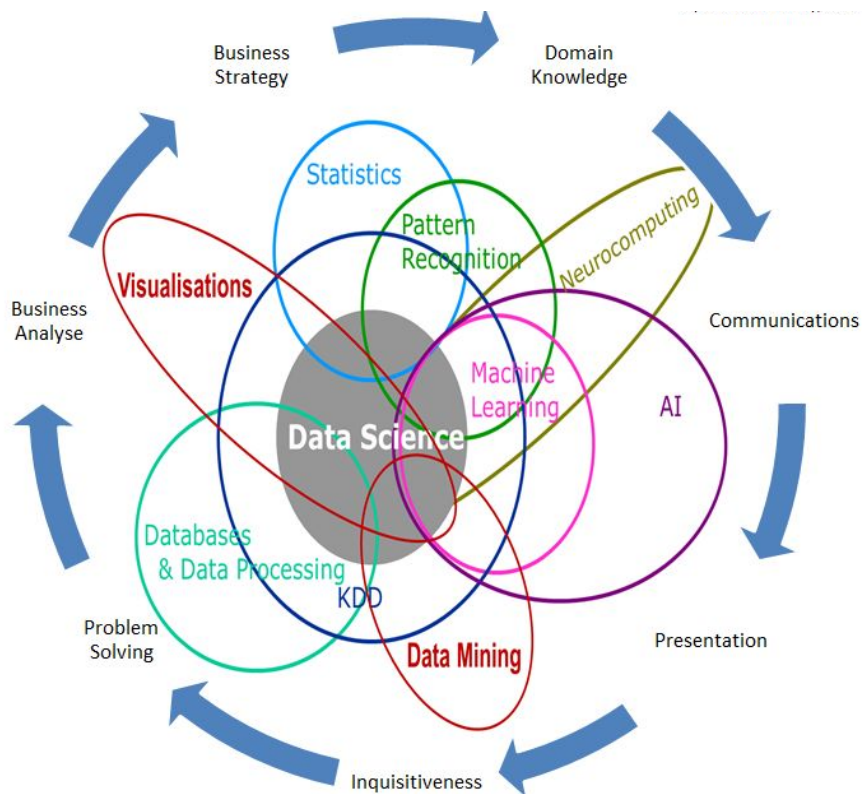 Business
Strategy
Domain
Knowledge
Statistics
Pattern
Recognition
Neurocomputing
Visualisations
Business
Analyse
Communications
Machine
Learning
AI
Data Science
Databases
& Data Processing
KDD
Problem
Solving
Data Mining
Presentation
Inquisitiveness